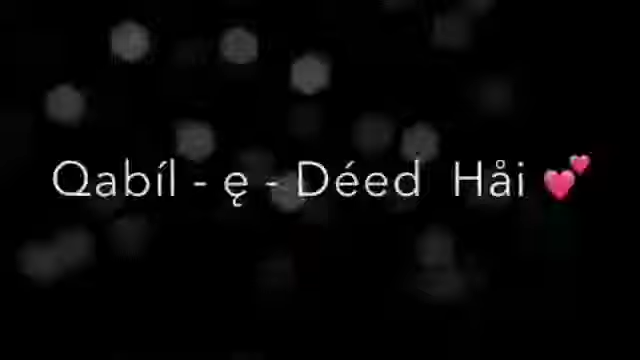 Qabíl - ę - Déed Håi 💕